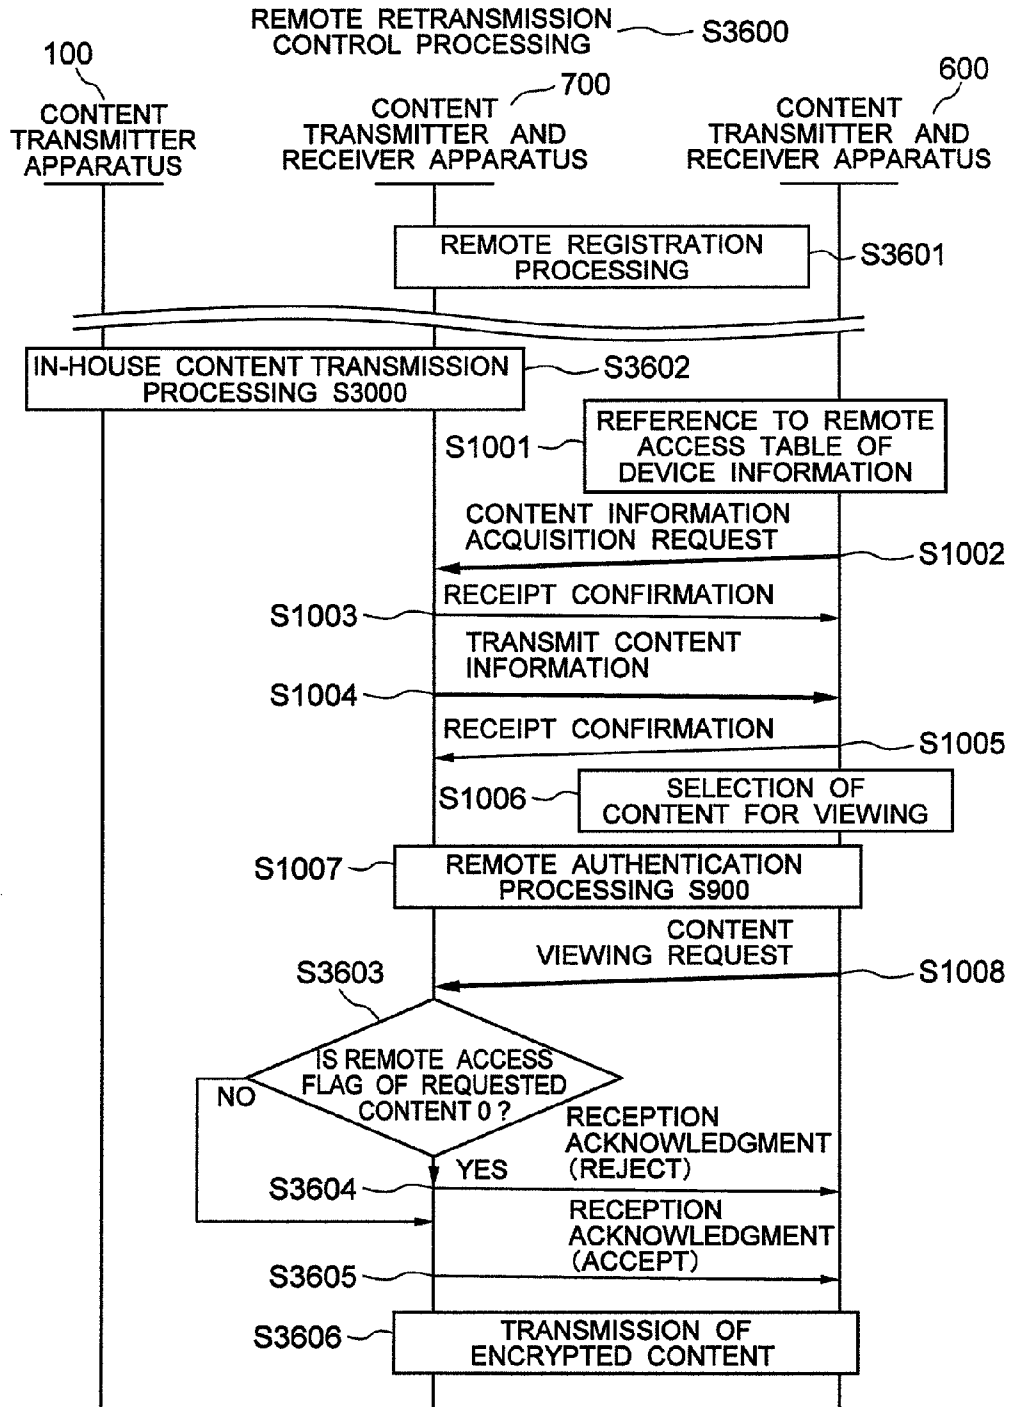 REMOTE RETRANSMISSION
CONTROL PROCESSING
S3600
100
CONTENT
TRANSMITTER
APPARATUS
700
CONTENT
TRANSMITTER AND
RECEIVER APPARATUS
600
CONTENT
TRANSMITTER AND
RECEIVER APPARATUS
REMOTE REGISTRATION
PROCESSING
S3601
IN-HOUSE CONTENT TRANSMISSION
PROCESSING S3000
S3602
S1001
REFERENCE TO REMOTE
ACCESS TABLE OF
DEVICE INFORMATION
CONTENT INFORMATION
ACQUISITION REQUEST
S1002
RECEIPT CONFIRMATION
S1003
TRANSMIT CONTENT
INFORMATION
S1004
RECEIPT CONFIRMATION
S1005
S1006
SELECTION OF
CONTENT FOR VIEWING
S1007
REMOTE AUTHENTICATION
PROCESSING S900
CONTENT
VIEWING REQUEST
S1008
S3603
IS REMOTE ACCESS
FLAG OF REQUESTED
CONTENT 0 ?
NO
YES
RECEPTION
ACKNOWLEDGMENT
(REJECT)
S3604
RECEPTION
ACKNOWLEDGMENT
(ACCEPT)
S3605
S3606
TRANSMISSION OF
ENCRYPTED CONTENT